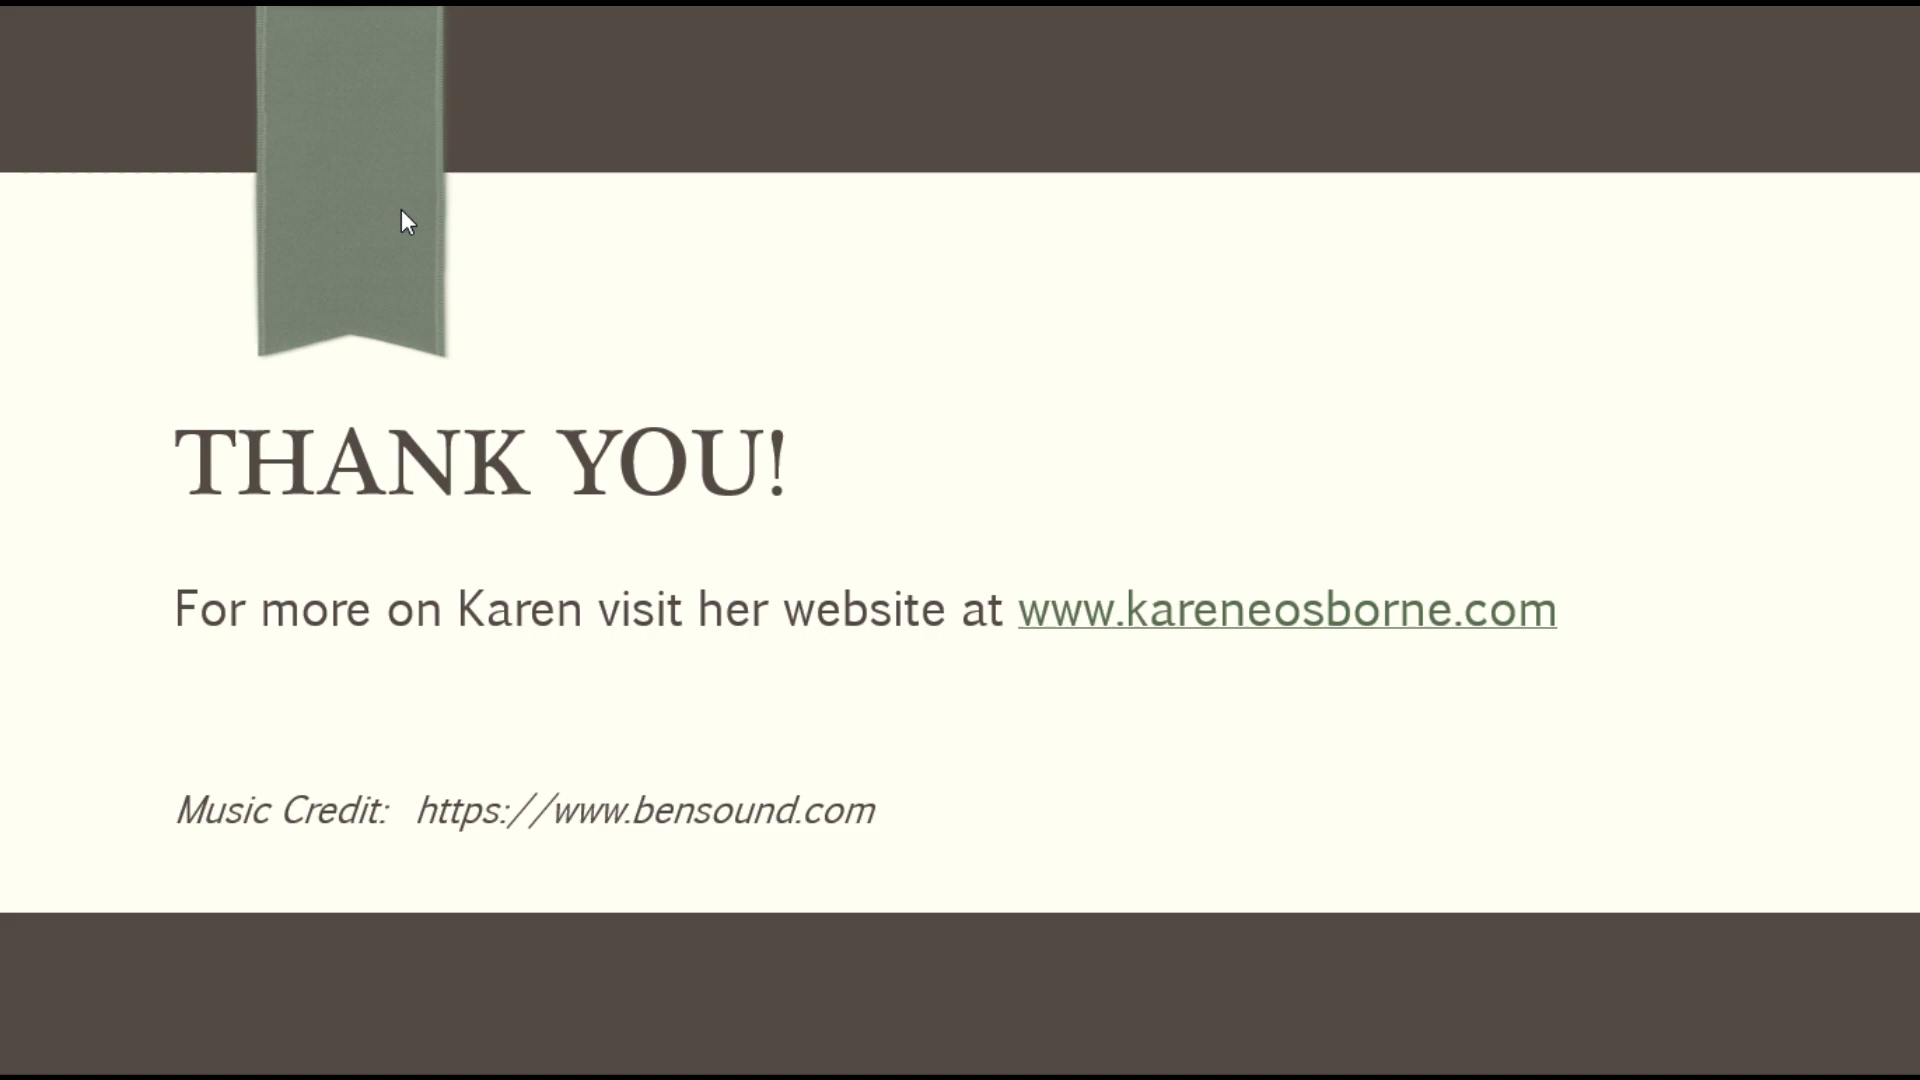 THANK YOU!
For more on Karen visit her website at www.kareneosborne.com
Music Credit: https://www.bensound.com